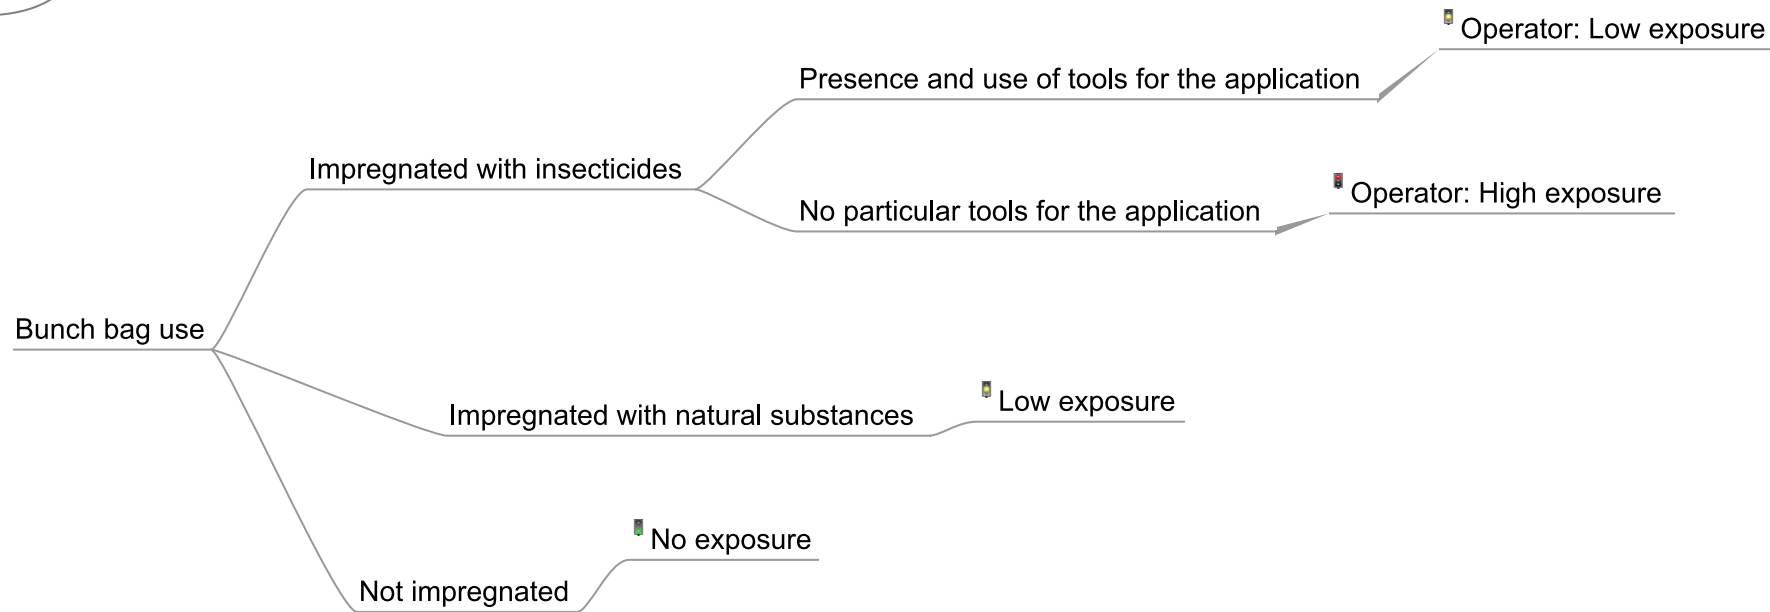 Operator: Low exposure
Presence and use of tools for the application
Impregnated with insecticides
Operator: High exposure
No particular tools for the application
Bunch bag use
Low exposure
Impregnated with natural substances
No exposure
Not impregnated